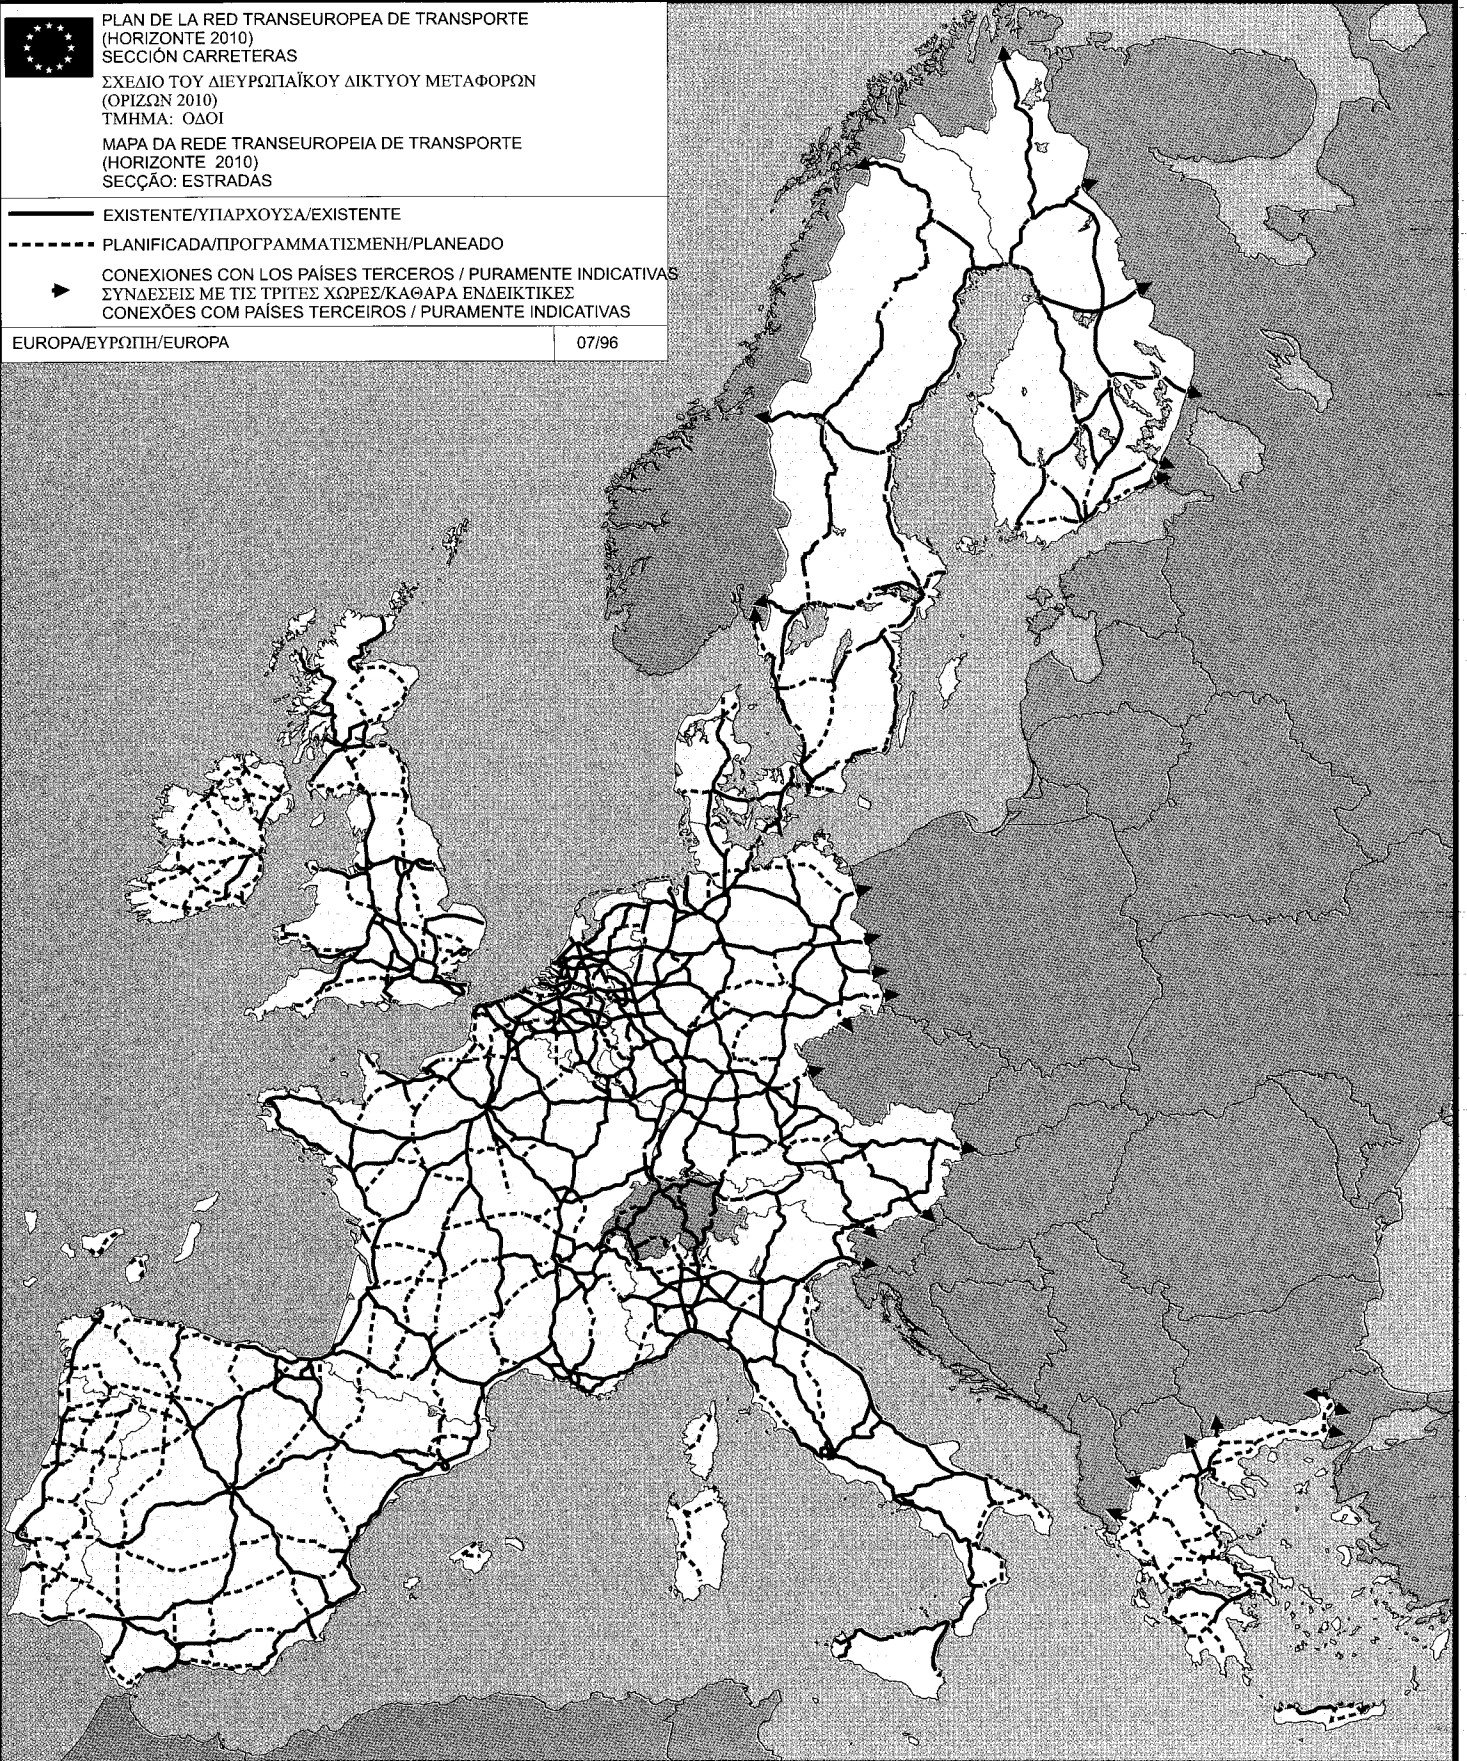 PLAN DE LA RED TRANSEUROPEA DE TRANSPORTE
(HORIZONTE 2010)
SECCIÓN CARRETERAS
ΣΧΕΔΙΟ ΤΟΥ ΔΙΕΥΡΩΠΑΪΚΟΥ ΔΙΚΤΥΟΥ ΜΕΤΑΦΟΡΩΝ
(ΟΡΙΖΩΝ 2010)
ΤΜΗΜΑ: ΟΔΟΙ
MAPA DA REDE TRANSEUROPEIA DE TRANSPORTE
(HORIZONTE 2010)
SECÇÃO: ESTRADAS
EXISTENTE/ΥΠΑΡΧΟΥΣΑ/EXISTENTE
PLANIFICADA/ΠΡΟΓΡΑΜΜΑΤΙΣΜΕΝΗ/PLANEADO
CONEXIONES CON LOS PAÍSES TERCEROS / PURAMENTE INDICATIVAS
ΣΥΝΔΕΣΕΙΣ ΜΕ ΤΙΣ ΤΡΙΤΕΣ ΧΩΡΕΣ/ΚΑΘΑΡΑ ΕΝΔΕΙΚΤΙΚΕΣ
CONEXÕES COM PAÍSES TERCEIROS / PURAMENTE INDICATIVAS
EUROPA/ΕΥΡΩΠΗ/EUROPA 07/96